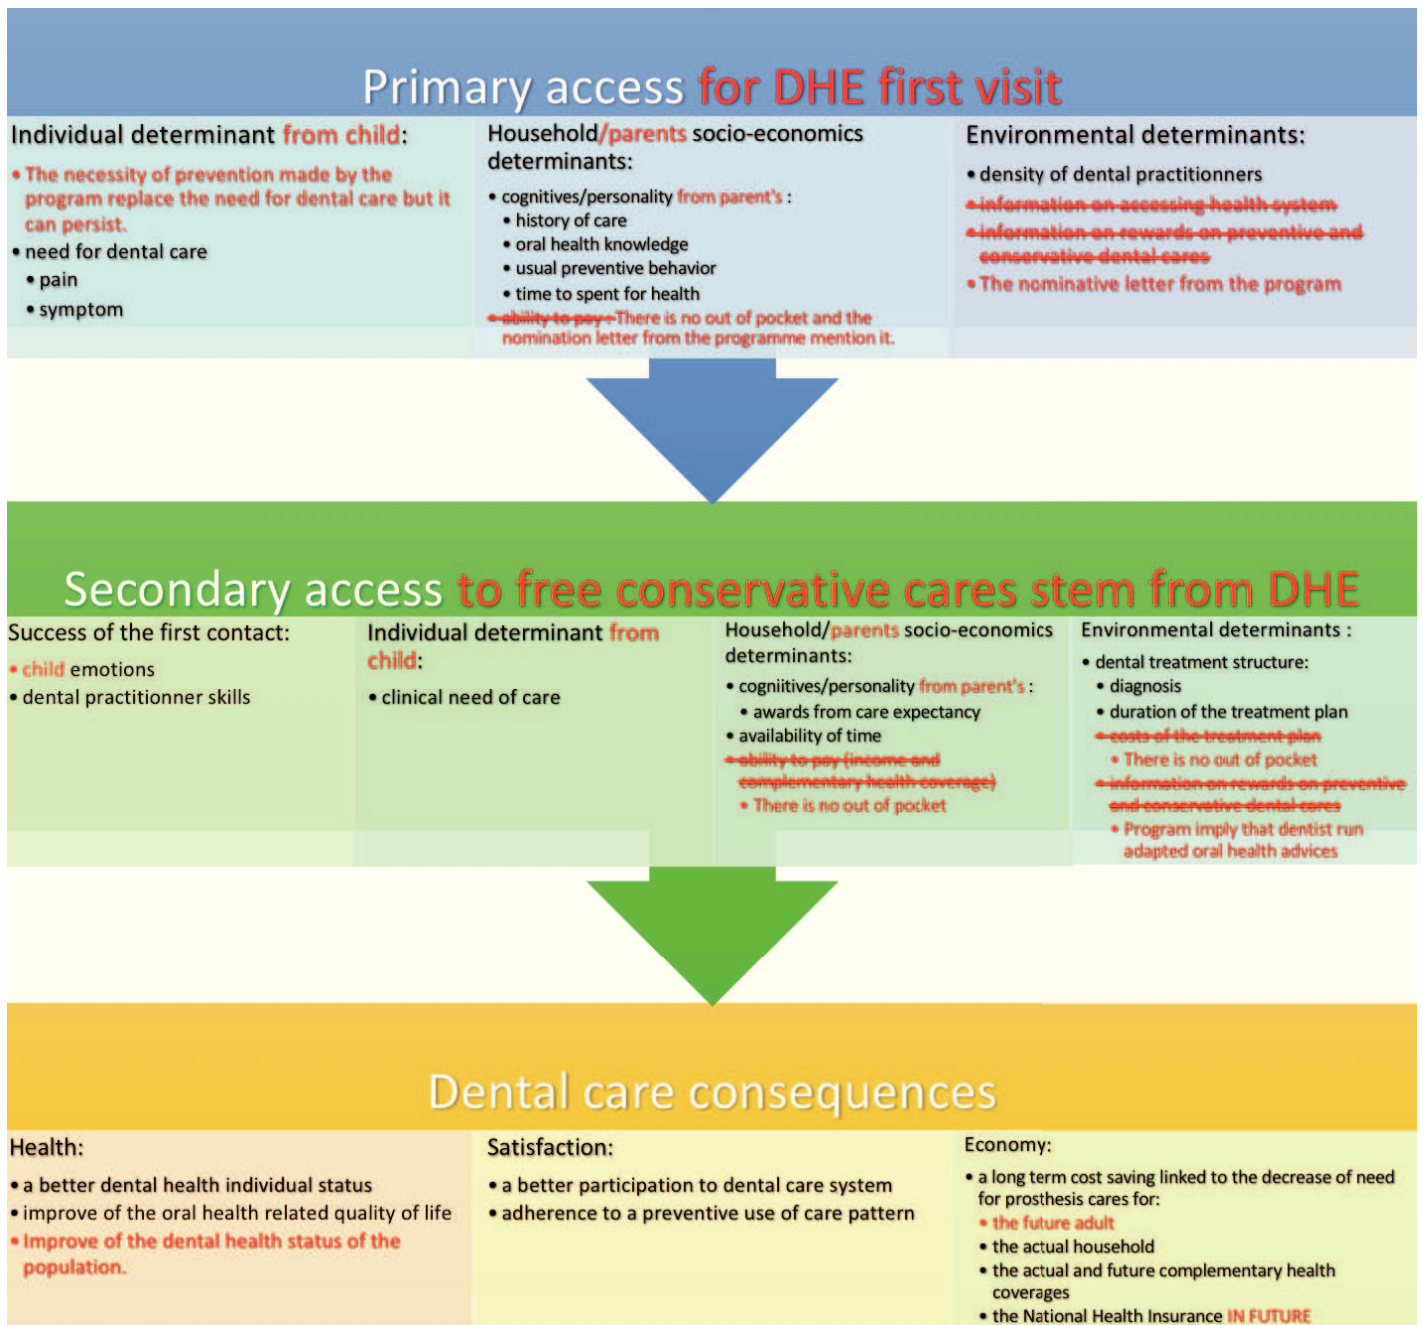 Primary access for DHE first visit
Individual determinant from child:
• The necessity of prevention made by the
program replace the need for dental care but it
can persist.
• need for dental care
• pain
• symptom
Household/parents socio-economics
determinants:
• cognitives/personality from parent's :
• history of care
• oral health knowledge
• usual preventive behavior
• time to spent for health
• ability to pay : There is no out of pocket and the
nomination letter from the programme mention it.
Environmental determinants:
• density of dental practitionners
• information on accessing health system
• information on rewards on preventive and
conservative dental cares
• The nominative letter from the program
Secondary access to free conservative cares stem from DHE
Success of the first contact:
• child emotions
• dental practitionner skills
Individual determinant from
child:
• clinical need of care
Household/parents socio-economics
determinants:
• cogniitives/personality from parent's :
• awards from care expectancy
• availability of time
• ability to pay (income and
complementary health coverage)
• There is no out of pocket
Environmental determinants :
• dental treatment structure:
• diagnosis
• duration of the treatment plan
• costs of the treatment plan
• There is no out of pocket
• information on rewards on preventive
and conservative dental cares
• Program imply that dentist run
adapted oral health advices
Dental care consequences
Health:
• a better dental health individual status
• improve of the oral health related quality of life
• Improve of the dental health status of the
population.
Satisfaction:
• a better participation to dental care system
• adherence to a preventive use of care pattern
Economy:
• a long term cost saving linked to the decrease of need
for prosthesis cares for:
• the future adult
• the actual household
• the actual and future complementary health
coverages
• the National Health Insurance IN FUTURE